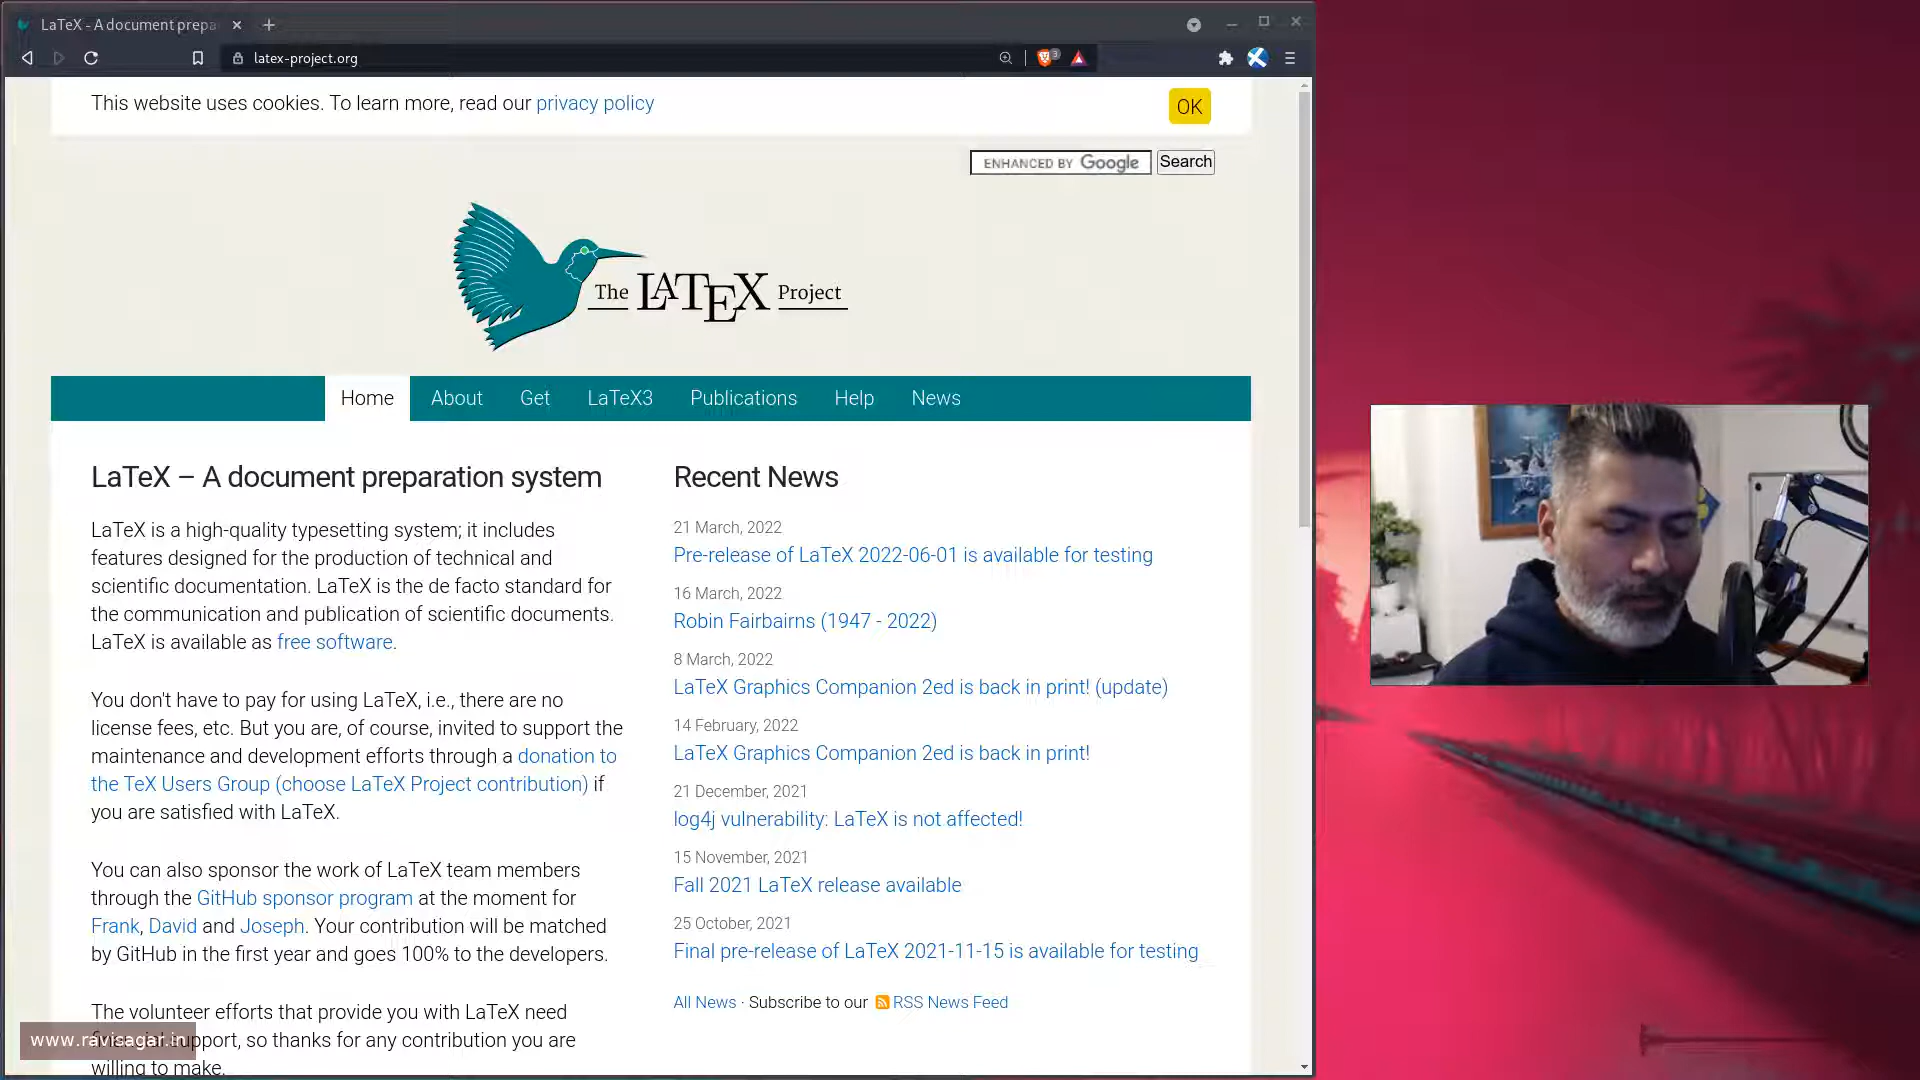 LaTeX - A document prepa
latex-project.org
3
This website uses cookies. To learn more, read our privacy policy
OK
ENHANCED BY Google
Search
The LATEX Project
Home
About
Get
LaTeX3
Publications
Help
News
LaTeX – A document preparation system
LaTeX is a high-quality typesetting system; it includes
features designed for the production of technical and
scientific documentation. LaTeX is the de facto standard for
the communication and publication of scientific documents.
LaTeX is available as free software.
You don't have to pay for using LaTeX, i.e., there are no
license fees, etc. But you are, of course, invited to support the
maintenance and development efforts through a donation to
the TeX Users Group (choose LaTeX Project contribution) if
you are satisfied with LaTeX.
You can also sponsor the work of LaTeX team members
through the GitHub sponsor program at the moment for
Frank, David and Joseph. Your contribution will be matched
by GitHub in the first year and goes 100% to the developers.
The volunteer efforts that provide you with LaTeX need
financial support, so thanks for any contribution you are
willing to make.
Recent News
21 March, 2022
Pre-release of LaTeX 2022-06-01 is available for testing
16 March, 2022
Robin Fairbairns (1947 - 2022)
8 March, 2022
LaTeX Graphics Companion 2ed is back in print! (update)
14 February, 2022
LaTeX Graphics Companion 2ed is back in print!
21 December, 2021
log4j vulnerability: LaTeX is not affected!
15 November, 2021
Fall 2021 LaTeX release available
25 October, 2021
Final pre-release of LaTeX 2021-11-15 is available for testing
All News · Subscribe to our RSS News Feed
www.ravisagar.in